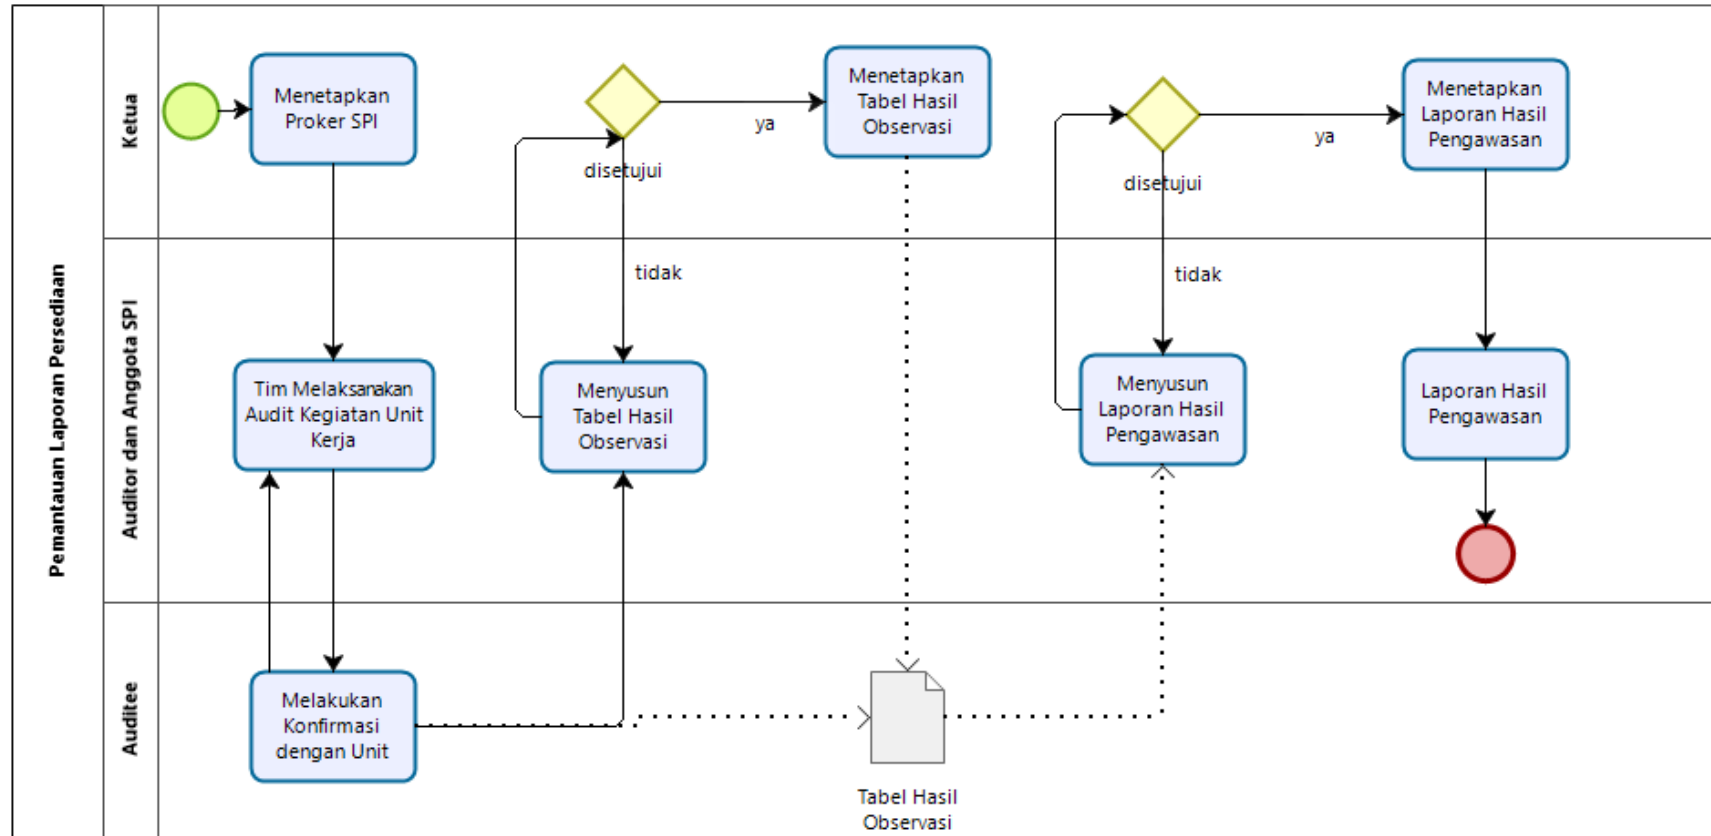 Pemantauan Laporan Persediaan
Ketua
Menetapkan
Proker SPI
disetujui
ya
tidak
Menetapkan
Tabel Hasil
Observasi
disetujui
ya
tidak
Menetapkan
Laporan Hasil
Pengawasan
Auditor dan Anggota SPI
Tim Melaksanakan
Audit Kegiatan Unit
Kerja
Menyusun
Tabel Hasil
Observasi
Menyusun
Laporan Hasil
Pengawasan
Laporan Hasil
Pengawasan
Auditee
Melakukan
Konfirmasi
dengan Unit
Tabel Hasil
Observasi